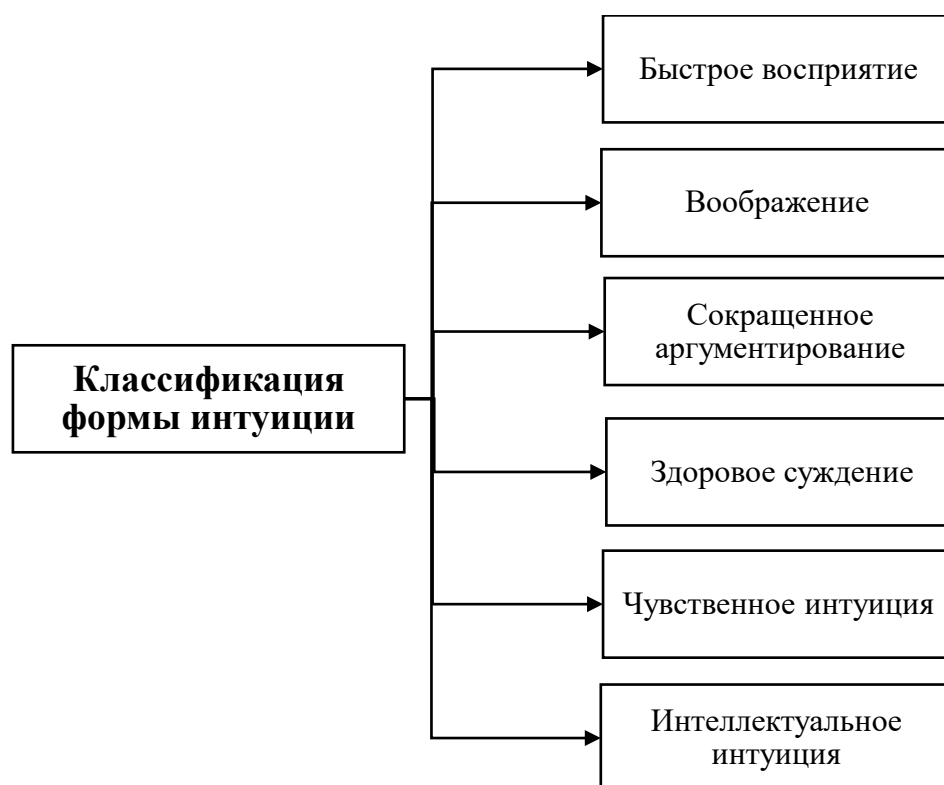 Быстрое восприятие
Воображение
Сокращенное
аргументирование
Классификация
формы интуиции
Здоровое суждение
Чувственное интуиция
Интеллектуальное
интуиция